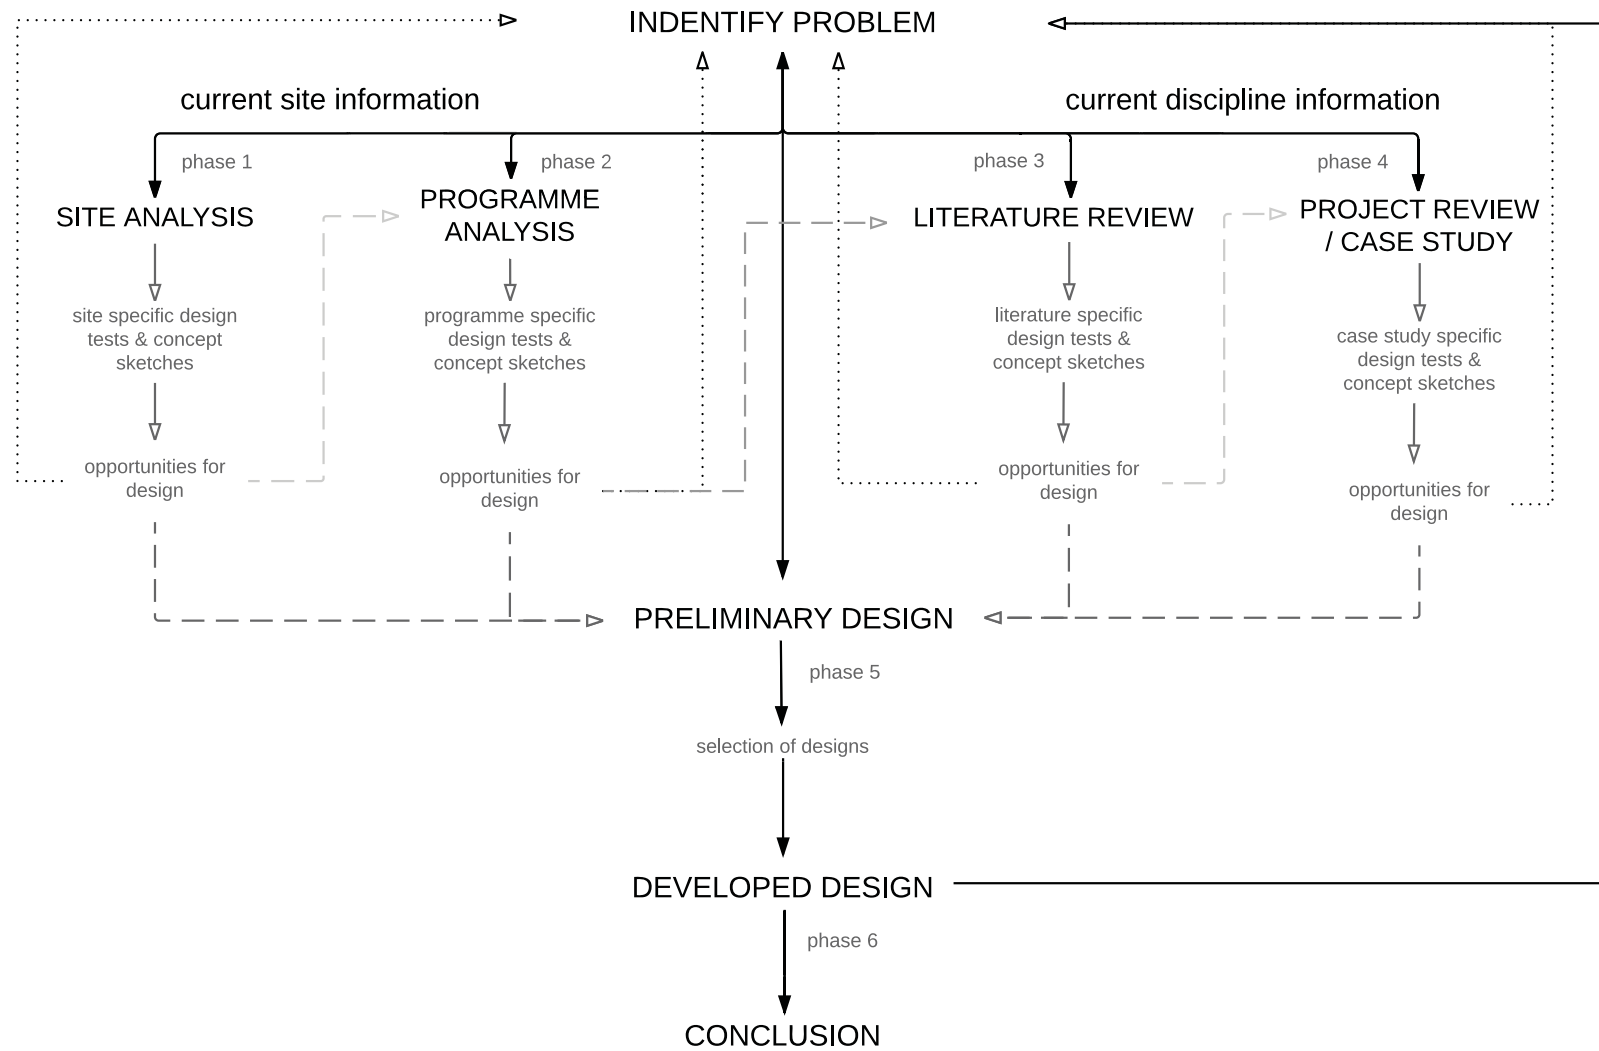 INDENTIFY PROBLEM
current site information
current discipline information
phase 1
phase 2
phase 3
phase 4
SITE ANALYSIS
PROGRAMME
ANALYSIS
LITERATURE REVIEW
PROJECT REVIEW
/ CASE STUDY
site specific design
tests & concept
sketches
programme specific
design tests &
concept sketches
literature specific
design tests &
concept sketches
case study specific
design tests &
concept sketches
opportunities for
design
opportunities for
design
opportunities for
design
opportunities for
design
PRELIMINARY DESIGN
phase 5
selection of designs
DEVELOPED DESIGN
phase 6
CONCLUSION